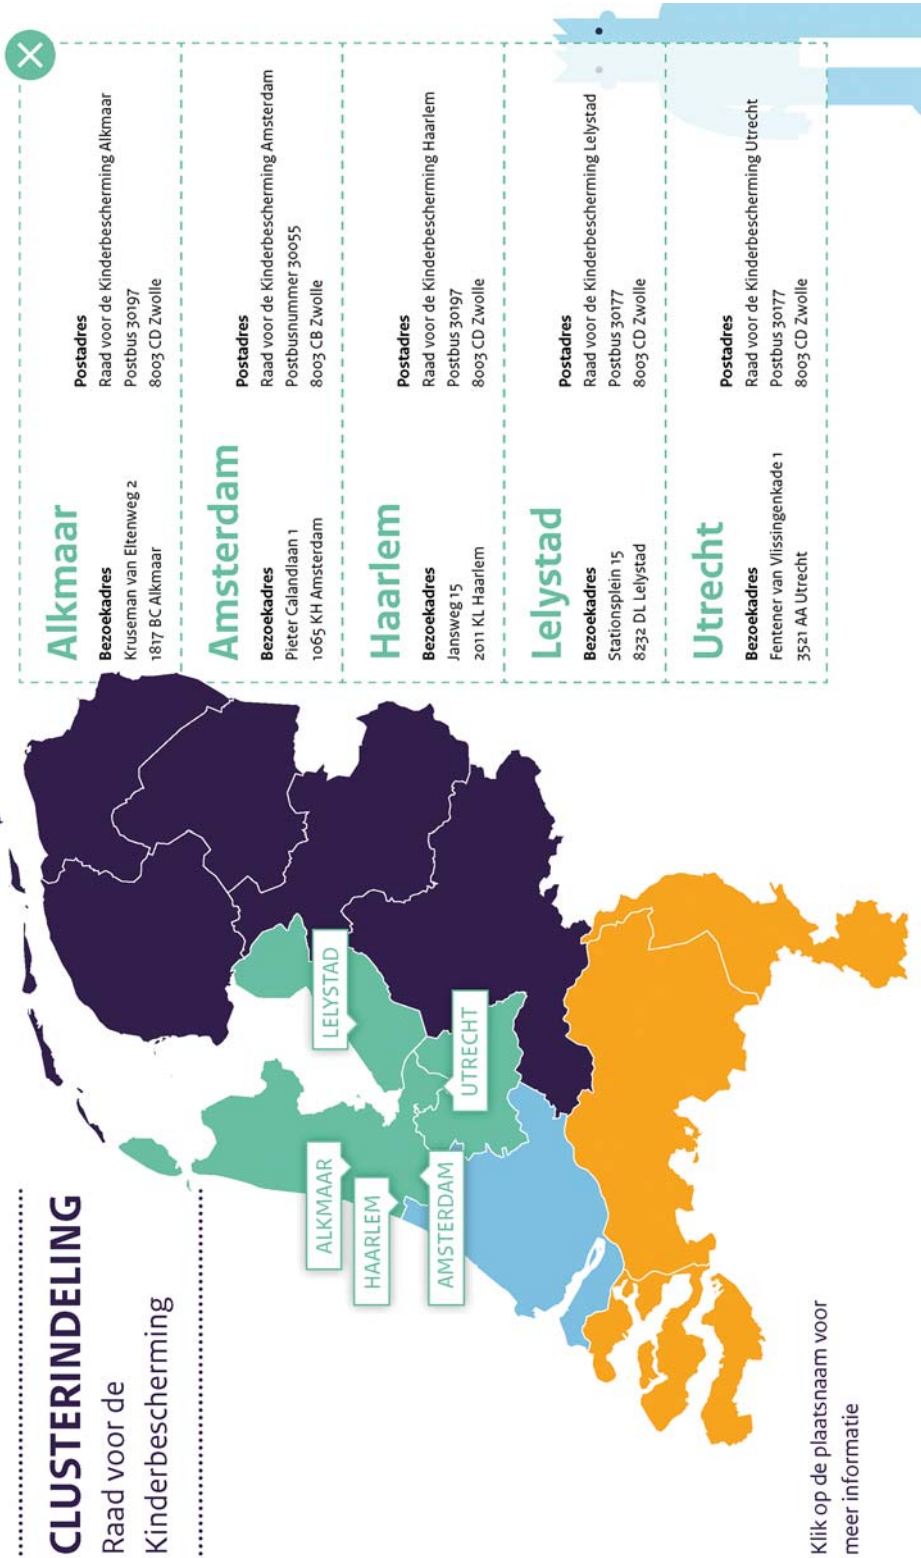 CLUSTERINDELING
Raad voor de
Kinderbescherming
ALKMAAR
HAARLEM
AMSTERDAM
LELYSTAD
UTRECHT
Klik op de plaatsnaam voor
meer informatie
Alkmaar
Bezoekadres
Kruseman van Eltenweg 2
1817 BC Alkmaar
Postadres
Raad voor de Kinderbescherming Alkmaar
Postbus 30197
8003 CD Zwolle
Amsterdam
Bezoekadres
Pieter Calandlaan 1
1065 KH Amsterdam
Postadres
Raad voor de Kinderbescherming Amsterdam
Postbusnummer 30055
8003 CB Zwolle
Haarlem
Bezoekadres
Jansweg 15
2011 KL Haarlem
Postadres
Raad voor de Kinderbescherming Haarlem
Postbus 30197
8003 CD Zwolle
Lelystad
Bezoekadres
Stationsplein 15
8232 DL Lelystad
Postadres
Raad voor de Kinderbescherming Lelystad
Postbus 30177
8003 CD Zwolle
Utrecht
Bezoekadres
Fentener van Vlissingenkade 1
3521 AA Utrecht
Postadres
Raad voor de Kinderbescherming Utrecht
Postbus 30177
8003 CD Zwolle